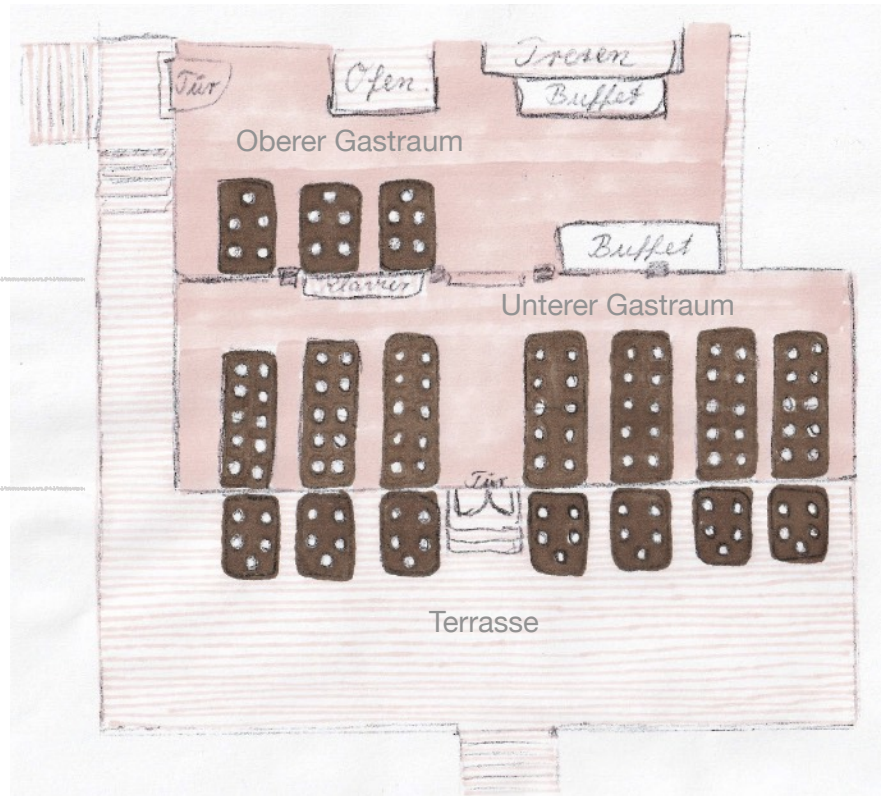 Tresen
Tür
Ofen.
Buffet
Oberer Gastraum
Buffet
Klavier
Unterer Gastraum
Tür
Terrasse